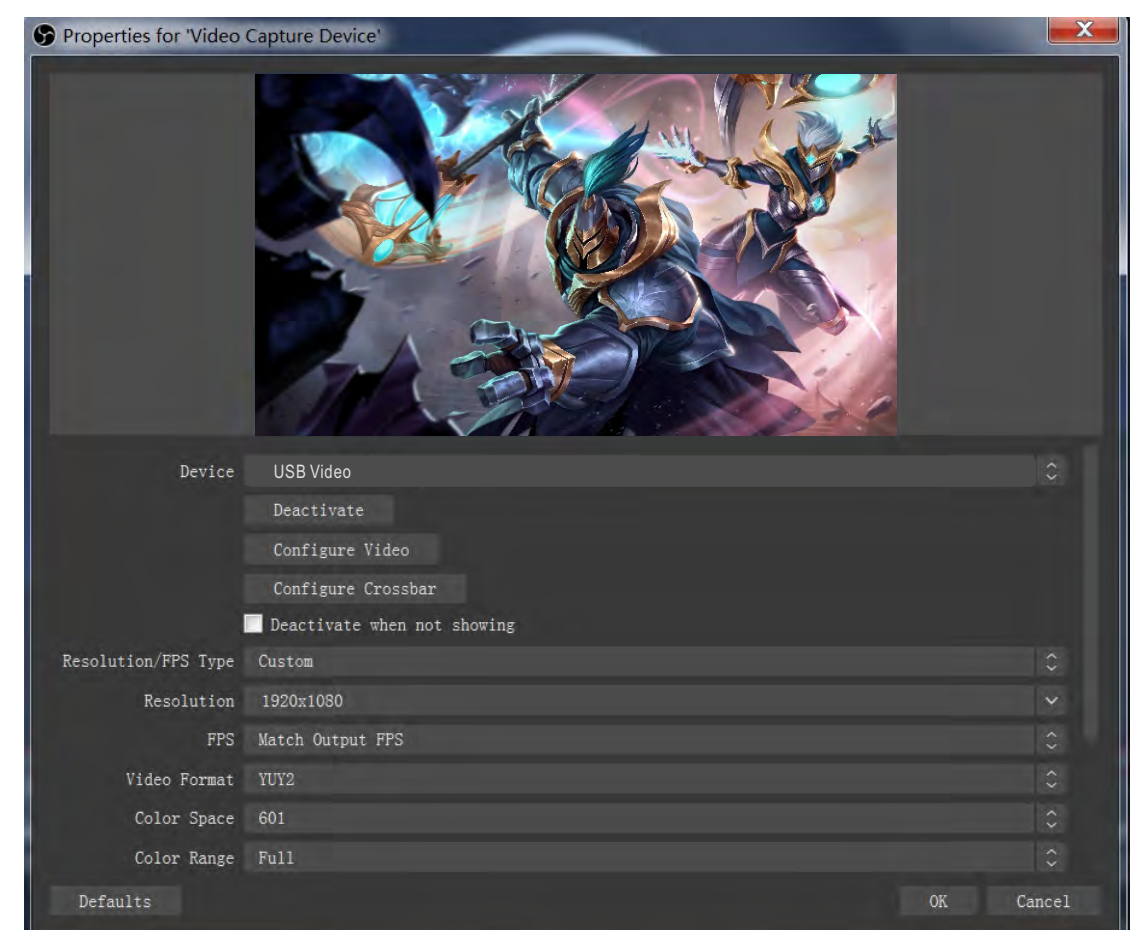 Properties for 'Video Capture Device'
X
Device USB Video
Deactivate
Configure Video
Configure Crossbar
Deactivate when not showing
Resolution/FPS Type Custom
Resolution 1920x1080
FPS Match Output FPS
Video Format YUY2
Color Space 601
Color Range Full
Defaults OK Cancel